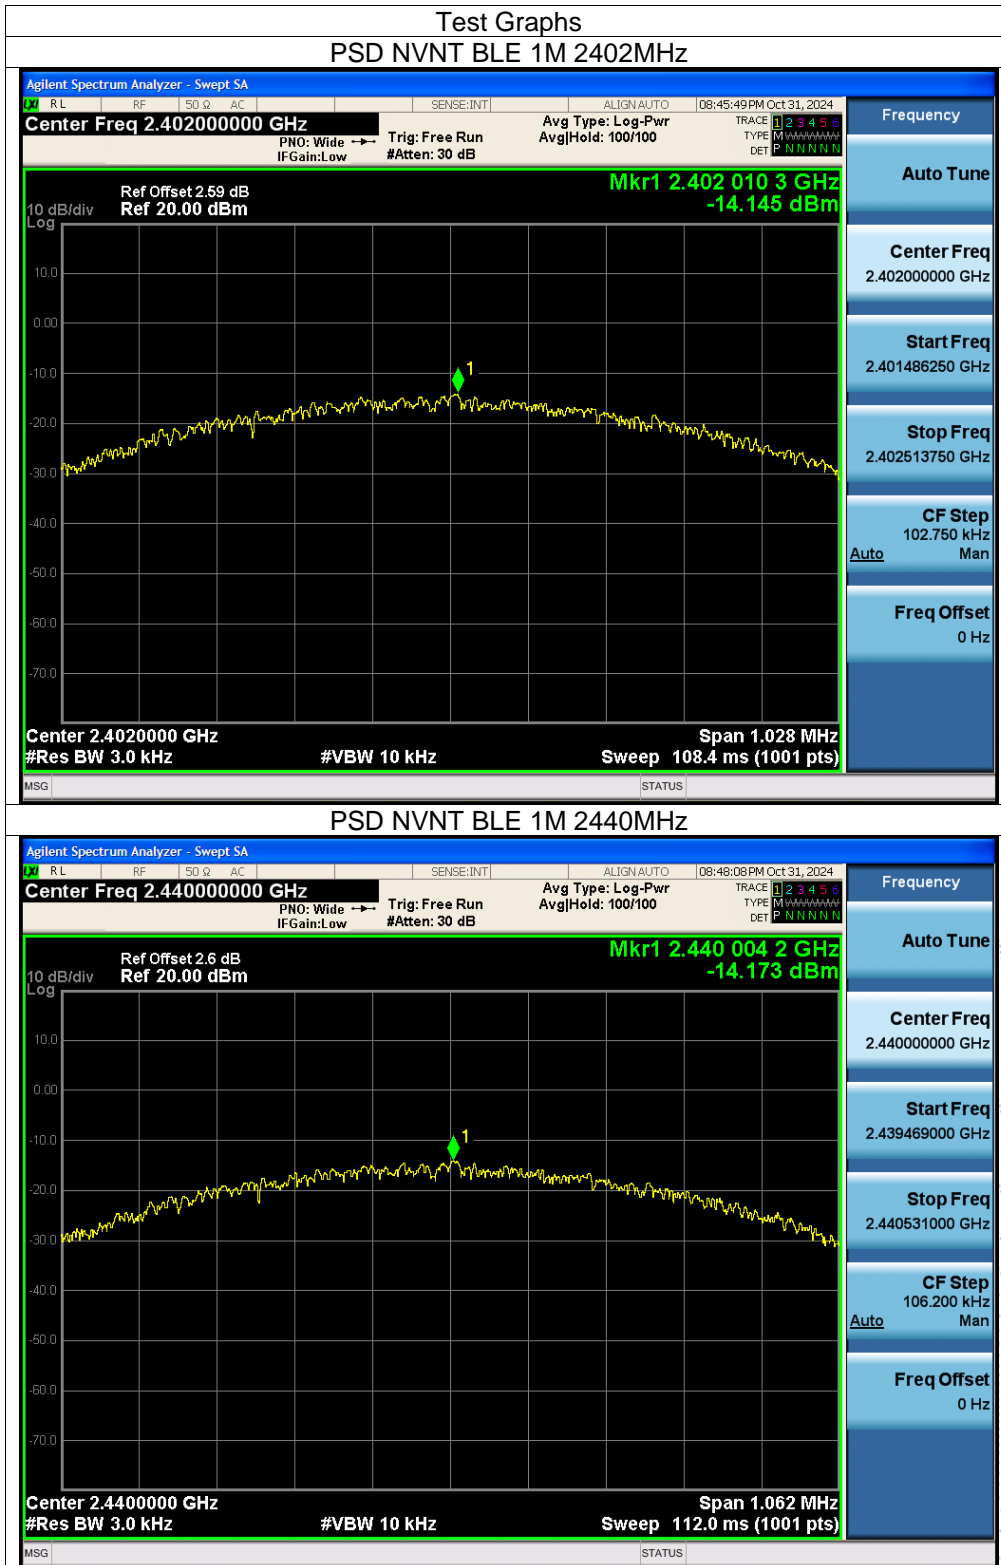 Test Graphs
PSD NVNT BLE 1M 2402MHz
Agilent Spectrum Analyzer - Swept SA
LXI RL RF 50 Ω AC SENSE:INT ALIGN AUTO 08:45:49 PM Oct 31, 2024
Center Freq 2.402000000 GHz
PNO: Wide
IFGain:Low
Trig: Free Run
#Atten: 30 dB
Avg Type: Log-Pwr
Avg|Hold: 100/100
TRACE 1 2 3 4 5 6
TYPE M WWWWW
DET P N N N N N
Frequency
Auto Tune
Center Freq
2.402000000 GHz
Start Freq
2.401486250 GHz
Stop Freq
2.402513750 GHz
CF Step
102.750 kHz
Auto Man
Freq Offset
0 Hz
Mkr1 2.402 010 3 GHz
-14.145 dBm
Ref Offset 2.59 dB
10 dB/div Ref 20.00 dBm
Log
10.0
0.00
-10.0
-20.0
-30.0
-40.0
-50.0
-60.0
-70.0
1
Center 2.4020000 GHz Span 1.028 MHz
#Res BW 3.0 kHz #VBW 10 kHz Sweep 108.4 ms (1001 pts)
MSG STATUS
PSD NVNT BLE 1M 2440MHz
Agilent Spectrum Analyzer - Swept SA
LXI RL RF 50 Ω AC SENSE:INT ALIGN AUTO 08:48:08 PM Oct 31, 2024
Center Freq 2.440000000 GHz
PNO: Wide
IFGain:Low
Trig: Free Run
#Atten: 30 dB
Avg Type: Log-Pwr
Avg|Hold: 100/100
TRACE 1 2 3 4 5 6
TYPE M WWWWW
DET P N N N N N
Frequency
Auto Tune
Center Freq
2.440000000 GHz
Start Freq
2.439469000 GHz
Stop Freq
2.440531000 GHz
CF Step
106.200 kHz
Auto Man
Freq Offset
0 Hz
Mkr1 2.440 004 2 GHz
-14.173 dBm
Ref Offset 2.6 dB
10 dB/div Ref 20.00 dBm
Log
10.0
0.00
-10.0
-20.0
-30.0
-40.0
-50.0
-60.0
-70.0
1
Center 2.4400000 GHz Span 1.062 MHz
#Res BW 3.0 kHz #VBW 10 kHz Sweep 112.0 ms (1001 pts)
MSG STATUS